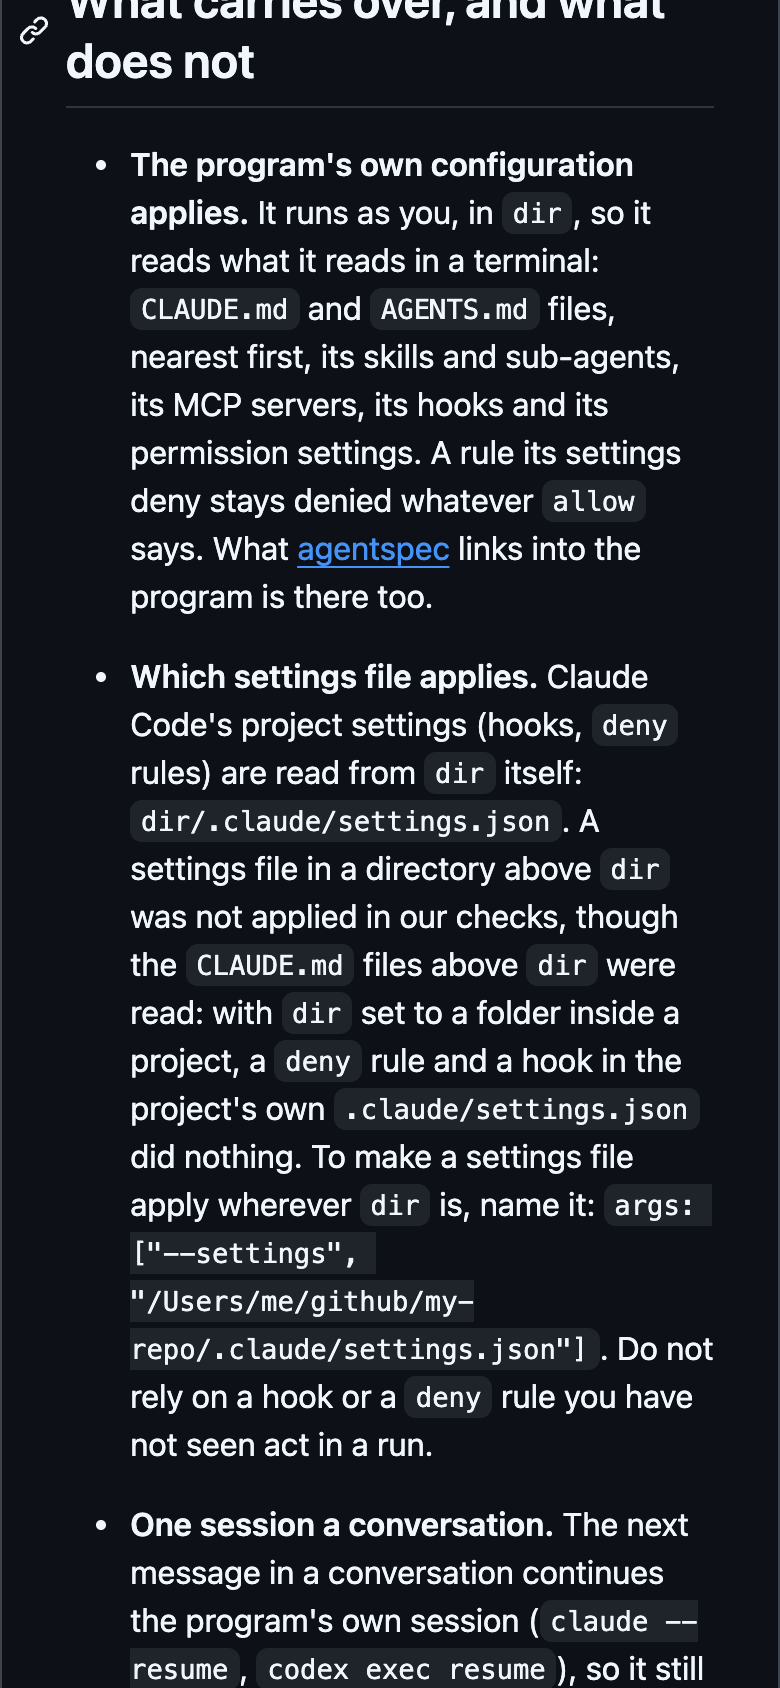 What carries over, and what
does not
• The program's own configuration
applies. It runs as you, in dir, so it
reads what it reads in a terminal:
CLAUDE.md and AGENTS.md files,
nearest first, its skills and sub-agents,
its MCP servers, its hooks and its
permission settings. A rule its settings
deny stays denied whatever allow
says. What agentspec links into the
program is there too.
• Which settings file applies. Claude
Code's project settings (hooks, deny
rules) are read from dir itself:
dir/.claude/settings.json. A
settings file in a directory above dir
was not applied in our checks, though
the CLAUDE.md files above dir were
read: with dir set to a folder inside a
project, a deny rule and a hook in the
project's own .claude/settings.json
did nothing. To make a settings file
apply wherever dir is, name it: args:
["--settings",
"/Users/me/github/my-
repo/.claude/settings.json"]. Do not
rely on a hook or a deny rule you have
not seen act in a run.
• One session a conversation. The next
message in a conversation continues
the program's own session (claude --
resume, codex exec resume), so it still